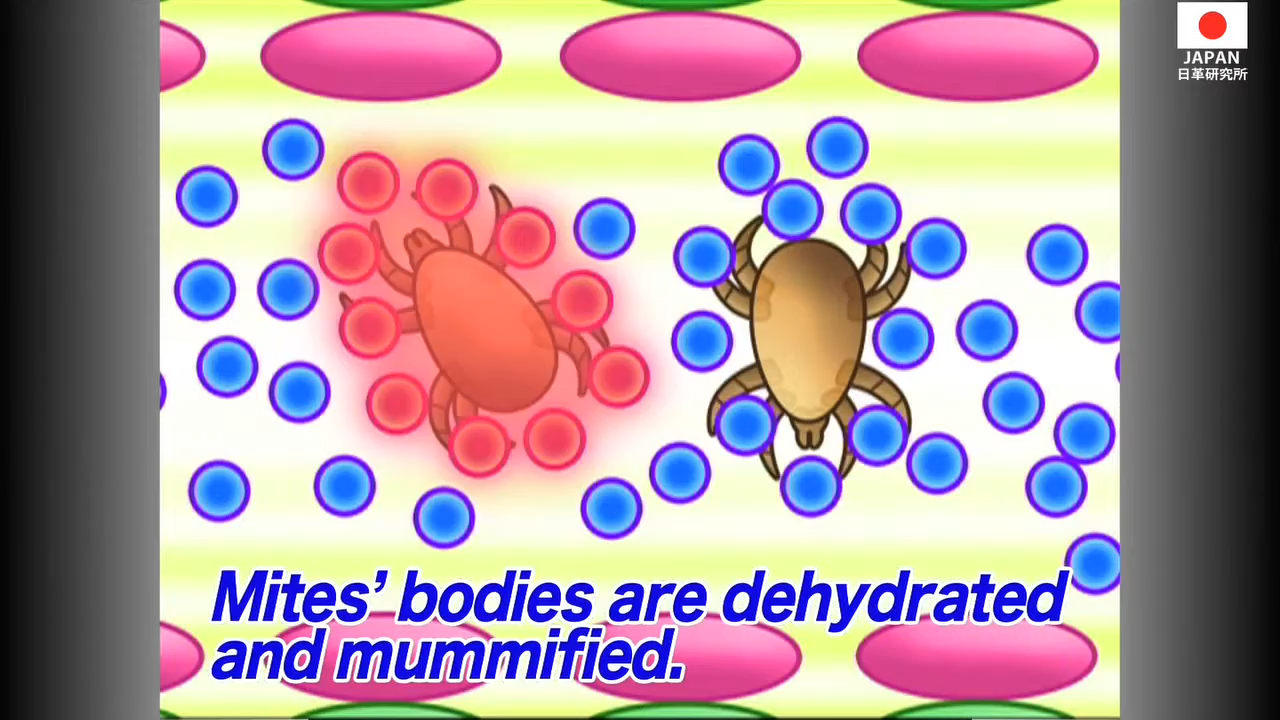 JAPAN
日革研究所
Mites’ bodies are dehydrated
and mummified.